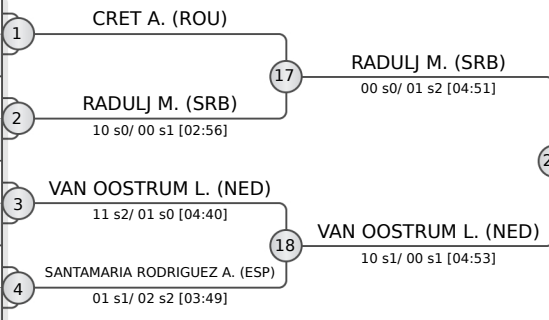 CRET A. (ROU)
1
17
RADULJ M. (SRB)
00 s0/ 01 s2 [04:51]
RADULJ M. (SRB)
2
10 s0/ 00 s1 [02:56]
VAN OOSTRUM L. (NED)
3
11 s2/ 01 s0 [04:40]
18
VAN OOSTRUM L. (NED)
10 s1/ 00 s1 [04:53]
SANTAMARIA RODRIGUEZ A. (ESP)
4
01 s1/ 02 s2 [03:49]